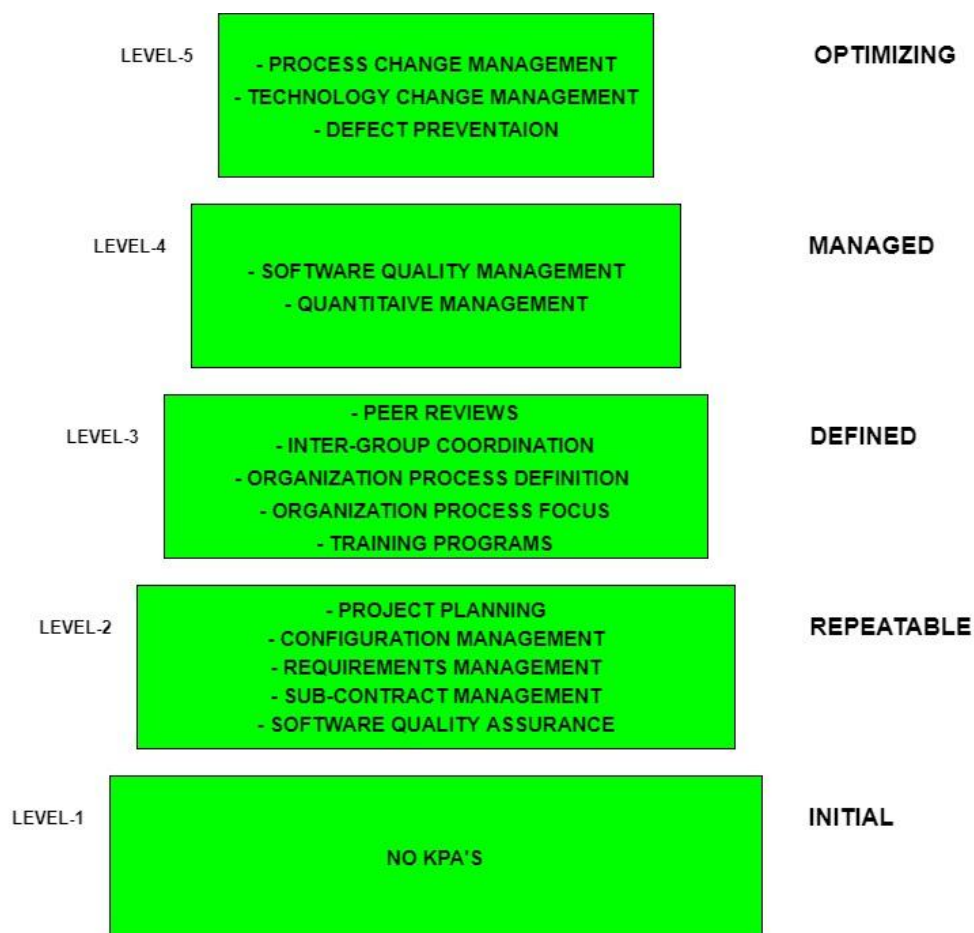 LEVEL-5
- PROCESS CHANGE MANAGEMENT
- TECHNOLOGY CHANGE MANAGEMENT
- DEFECT PREVENTAION
OPTIMIZING
LEVEL-4
- SOFTWARE QUALITY MANAGEMENT
- QUANTITAIVE MANAGEMENT
MANAGED
LEVEL-3
- PEER REVIEWS
- INTER-GROUP COORDINATION
- ORGANIZATION PROCESS DEFINITION
- ORGANIZATION PROCESS FOCUS
- TRAINING PROGRAMS
DEFINED
LEVEL-2
- PROJECT PLANNING
- CONFIGURATION MANAGEMENT
- REQUIREMENTS MANAGEMENT
- SUB-CONTRACT MANAGEMENT
- SOFTWARE QUALITY ASSURANCE
REPEATABLE
LEVEL-1
NO KPA'S
INITIAL